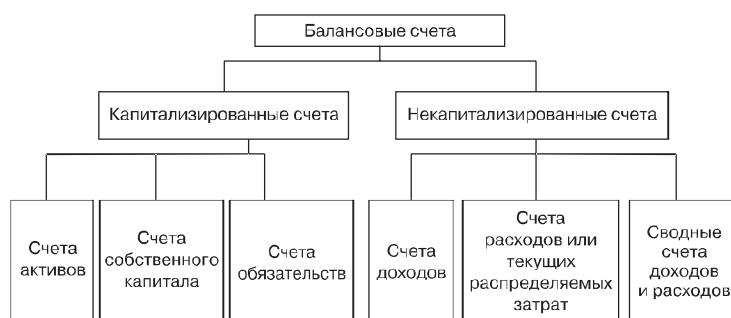 Балансовые счета
Капитализированные счета
Некапитализированные счета
Счета
активов
Счета
собственного
капитала
Счета
обязательств
Счета
доходов
Счета
расходов или
текущих
распределяемых
затрат
Сводные
счета
доходов
и расходов